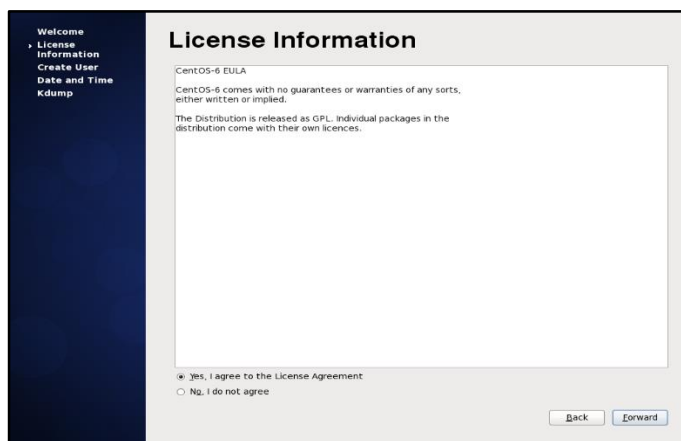 Welcome
License
Information
Create User
Date and Time
Kdump
License Information
CentOS-6 EULA
CentOS-6 comes with no guarantees or warranties of any sorts,
either written or implied.
The Distribution is released as GPL. Individual packages in the
distribution come with their own licences.
Yes, I agree to the License Agreement
No, I do not agree
Back
Forward